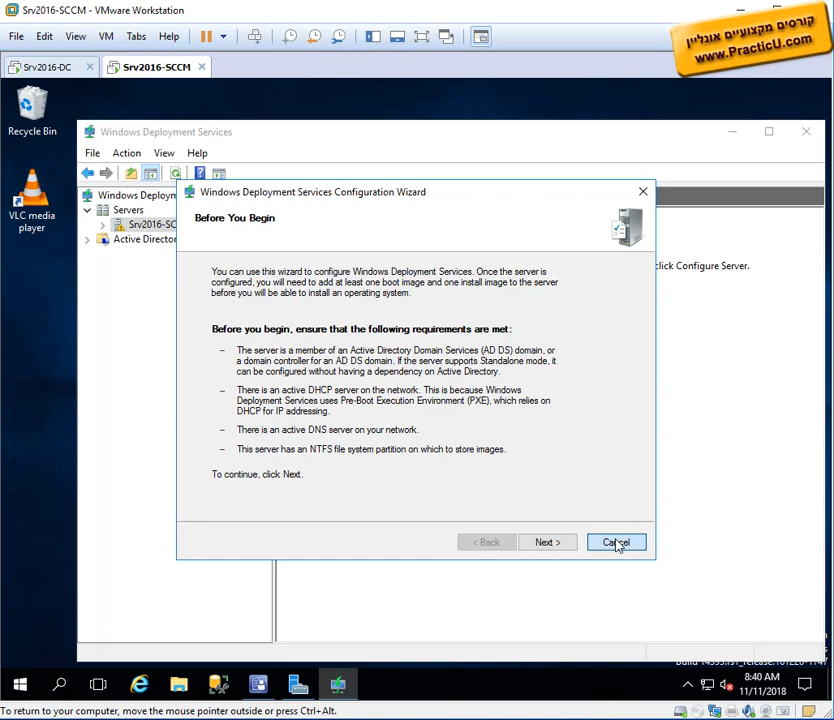 Srv2016-SCCM - VMware Workstation
קורסים מקצועיים אונליין
www.PracticU.com
File Edit View VM Tabs Help
Srv2016-DC
Srv2016-SCCM
Recycle Bin
VLC media
player
Windows Deployment Services
File Action View Help
Windows Deploym
Servers
Srv2016-SC
Active Director
click Configure Server.
Windows Deployment Services Configuration Wizard
Before You Begin
You can use this wizard to configure Windows Deployment Services. Once the server is
configured, you will need to add at least one boot image and one install image to the server
before you will be able to install an operating system.
Before you begin, ensure that the following requirements are met:
-- The server is a member of an Active Directory Domain Services (AD DS) domain, or
a domain controller for an AD DS domain. If the server supports Standalone mode, it
can be configured without having a dependency on Active Directory.
-- There is an active DHCP server on the network. This is because Windows
Deployment Services uses Pre-Boot Execution Environment (PXE), which relies on
DHCP for IP addressing.
-- There is an active DNS server on your network.
-- This server has an NTFS file system partition on which to store images.
To continue, click Next.
< Back
Next >
Cancel
8:40 AM
11/11/2018
To return to your computer, move the mouse pointer outside or press Ctrl+Alt.